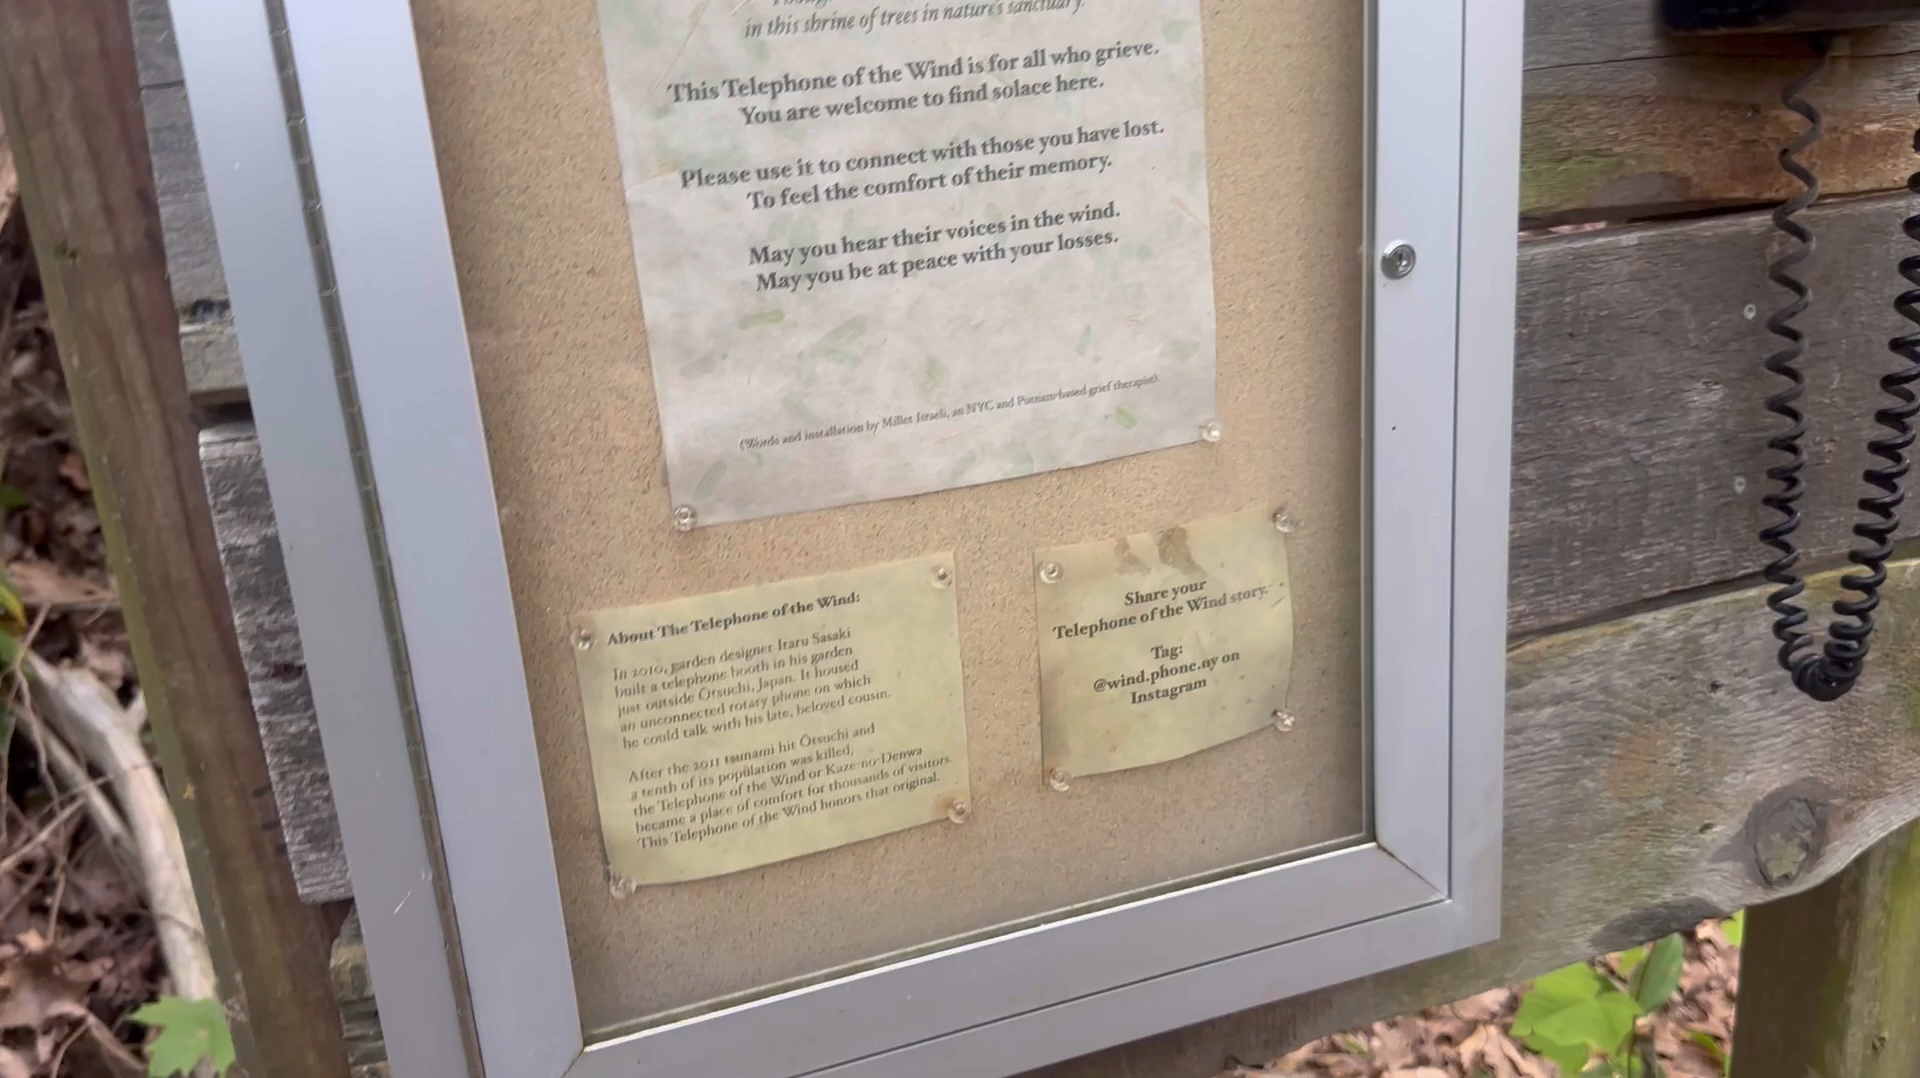 in this shrine of trees in nature's sanctuary.
This Telephone of the Wind is for all who grieve.
You are welcome to find solace here.
Please use it to connect with those you have lost.
To feel the comfort of their memory.
May you hear their voices in the wind.
May you be at peace with your losses.
(Words and installation by Millet Israeli, an NYC and Putnam-based grief therapist).
About The Telephone of the Wind:
In 2010, garden designer Itaru Sasaki
built a telephone booth in his garden
just outside Ōtsuchi, Japan. It housed
an unconnected rotary phone on which
he could talk with his late, beloved cousin.
After the 2011 tsunami hit Ōtsuchi and
a tenth of its population was killed,
the Telephone of the Wind or Kaze-no-Denwa
became a place of comfort for thousands of visitors.
This Telephone of the Wind honors that original.
Share your
Telephone of the Wind story.
Tag:
@wind.phone.ny on
Instagram